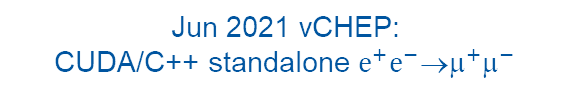 Jun 2021 vCHEP:
CUDA/C++ standalone e⁺e⁻→μ⁺μ⁻